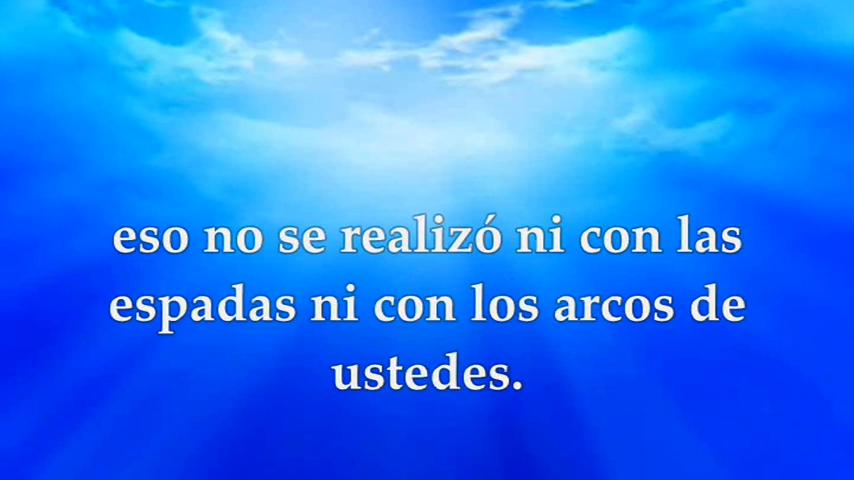 eso no se realizó ni con las
espadas ni con los arcos de
ustedes.